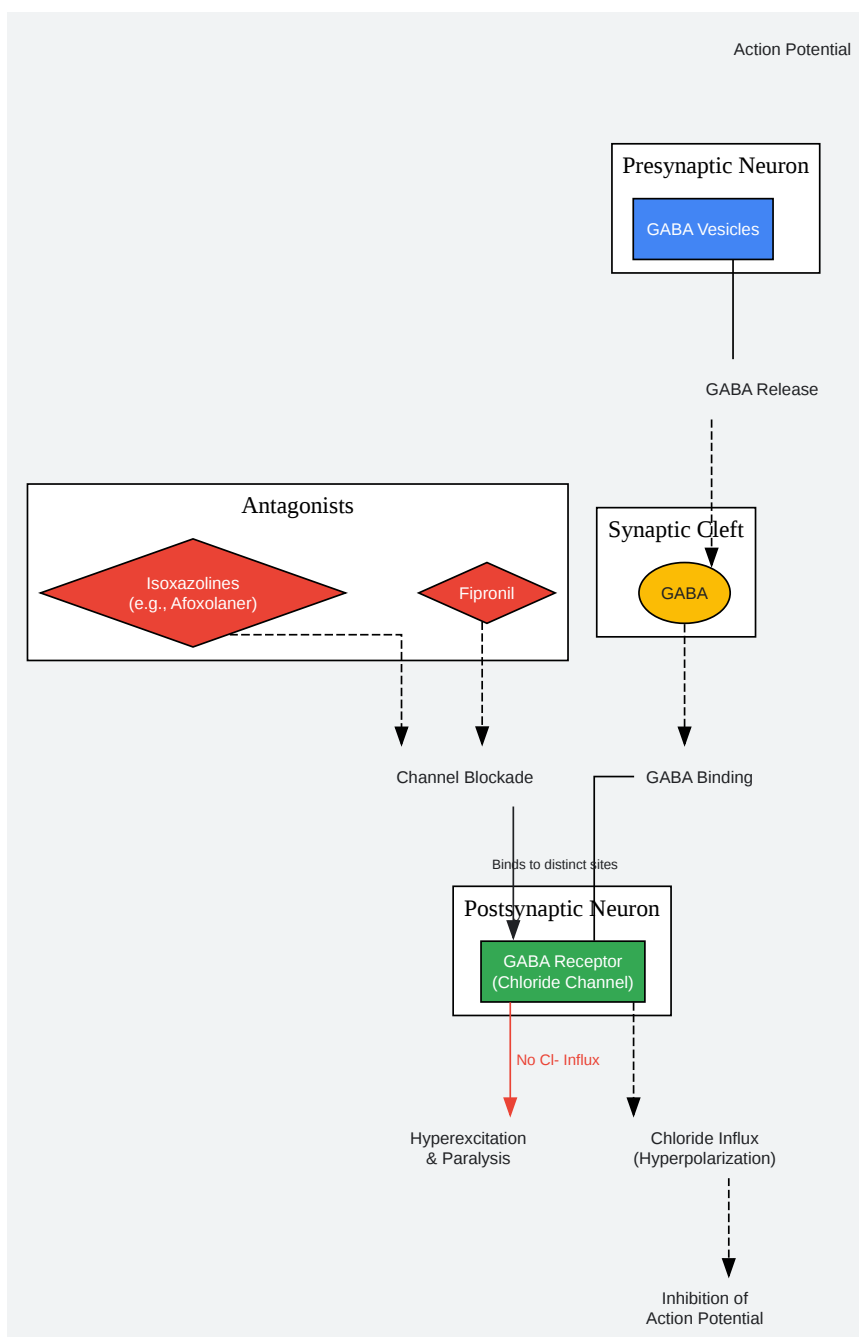 Action Potential
Presynaptic Neuron
GABA Vesicles
GABA Release
Antagonists
Isoxazolines
(e.g., Afoxolaner)
Fipronil
Synaptic Cleft
GABA
Channel Blockade
GABA Binding
Binds to distinct sites
Postsynaptic Neuron
GABA Receptor
(Chloride Channel)
No Cl- Influx
Hyperexcitation
& Paralysis
Chloride Influx
(Hyperpolarization)
Inhibition of
Action Potential